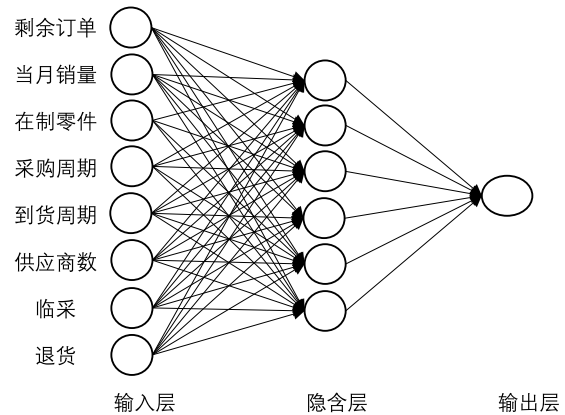 剩余订单
当月销量
在制零件
采购周期
到货周期
供应商数
临采
退货
输入层
隐含层
输出层